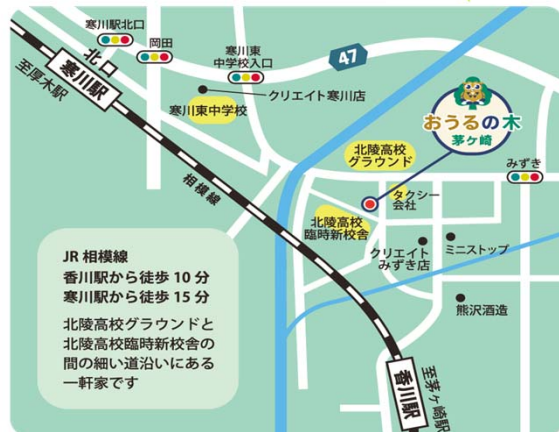 寒川駅北口
岡田
寒川東
中学校入口
47
北口
寒川駅
至厚木駅
クリエイト寒川店
寒川東中学校
おうるの木
茅ヶ崎
北陵高校
グラウンド
みずき
相模線
タクシー
会社
北陵高校
臨時新校舎
クリエイト
みずき店
ミニストップ
熊沢酒造
JR 相模線
香川駅から徒歩 10 分
寒川駅から徒歩 15 分
北陵高校グラウンドと
北陵高校臨時新校舎の
間の細い道沿いにある
一軒家です
香川駅
至茅ヶ崎駅